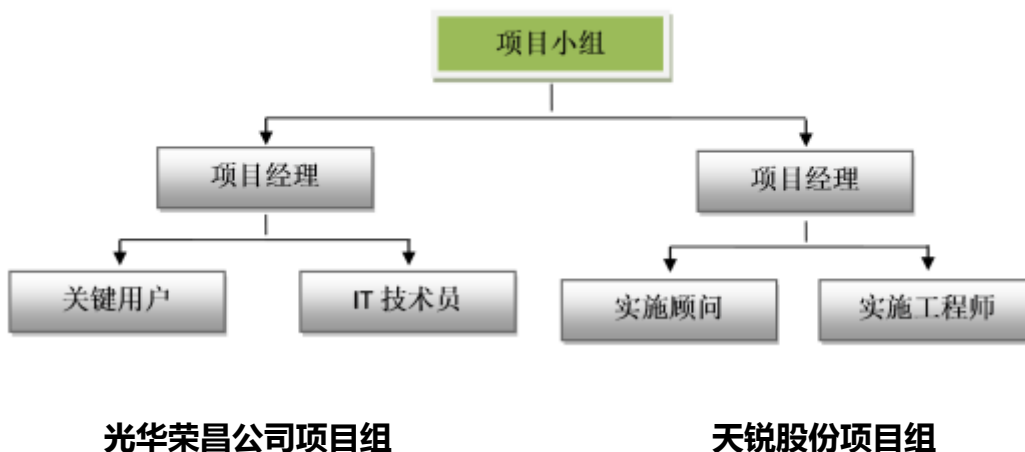 项目小组
项目经理
项目经理
关键用户
IT 技术员
实施顾问
实施工程师
光华荣昌公司项目组
天锐股份项目组